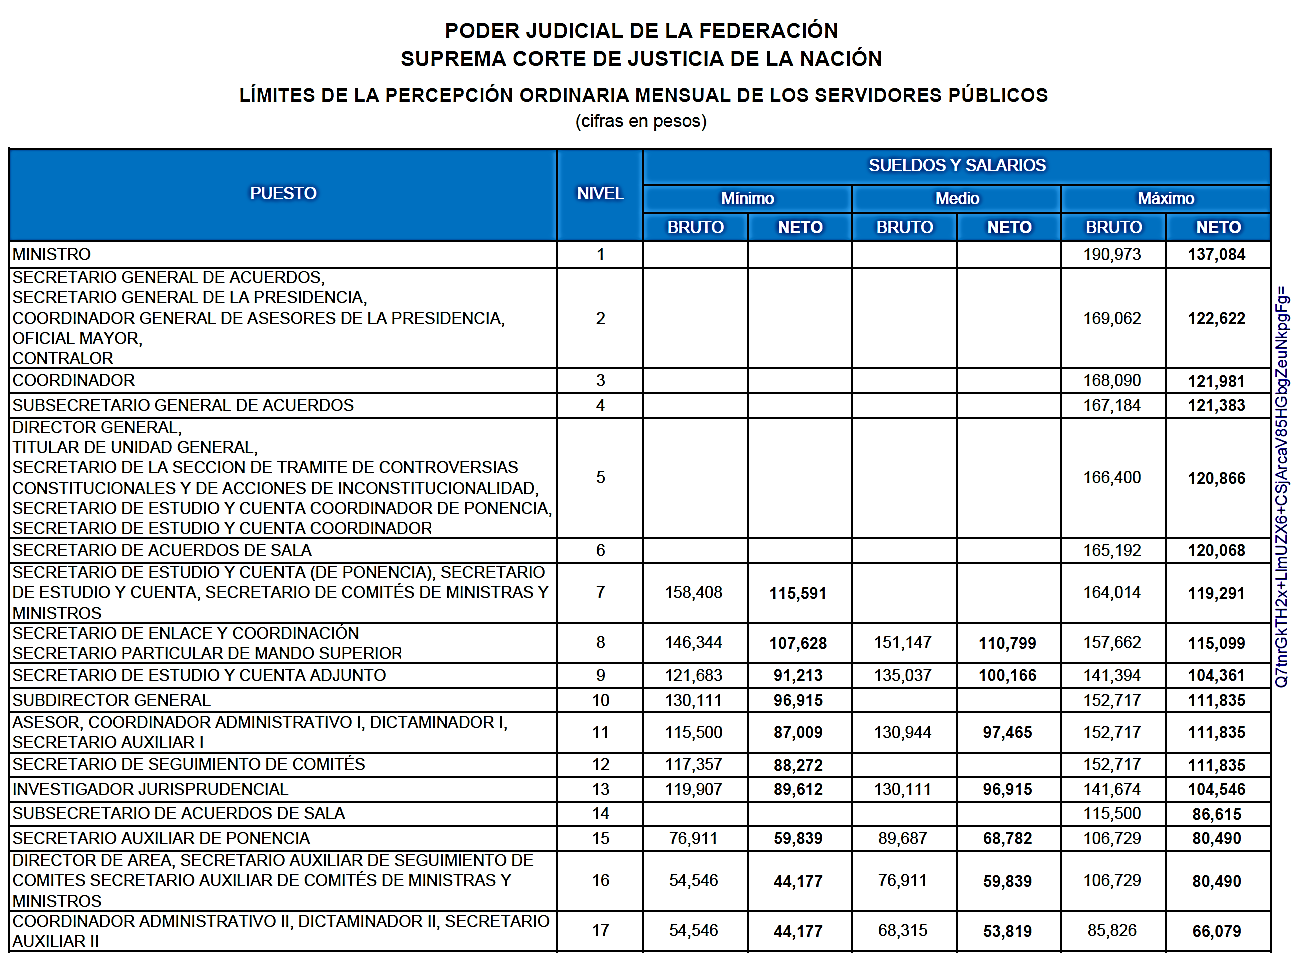 PODER JUDICIAL DE LA FEDERACIÓN
SUPREMA CORTE DE JUSTICIA DE LA NACIÓN
LÍMITES DE LA PERCEPCIÓN ORDINARIA MENSUAL DE LOS SERVIDORES PÚBLICOS
(cifras en pesos)
PUESTO NIVEL SUELDOS Y SALARIOS
Mínimo Medio Máximo
BRUTO NETO BRUTO NETO BRUTO NETO
MINISTRO 1 190,973 137,084
SECRETARIO GENERAL DE ACUERDOS,
SECRETARIO GENERAL DE LA PRESIDENCIA,
COORDINADOR GENERAL DE ASESORES DE LA PRESIDENCIA, 2 169,062 122,622
OFICIAL MAYOR,
CONTRALOR
COORDINADOR 3 168,090 121,981
SUBSECRETARIO GENERAL DE ACUERDOS 4 167,184 121,383
DIRECTOR GENERAL,
TITULAR DE UNIDAD GENERAL,
SECRETARIO DE LA SECCION DE TRAMITE DE CONTROVERSIAS
CONSTITUCIONALES Y DE ACCIONES DE INCONSTITUCIONALIDAD, 5 166,400 120,866
SECRETARIO DE ESTUDIO Y CUENTA COORDINADOR DE PONENCIA,
SECRETARIO DE ESTUDIO Y CUENTA COORDINADOR
SECRETARIO DE ACUERDOS DE SALA 6 165,192 120,068
SECRETARIO DE ESTUDIO Y CUENTA (DE PONENCIA), SECRETARIO
DE ESTUDIO Y CUENTA, SECRETARIO DE COMITÉS DE MINISTRAS Y 7 158,408 115,591 164,014 119,291
MINISTROS
SECRETARIO DE ENLACE Y COORDINACIÓN 8 146,344 107,628 151,147 110,799 157,662 115,099
SECRETARIO PARTICULAR DE MANDO SUPERIOR
SECRETARIO DE ESTUDIO Y CUENTA ADJUNTO 9 121,683 91,213 135,037 100,166 141,394 104,361
SUBDIRECTOR GENERAL 10 130,111 96,915 152,717 111,835
ASESOR, COORDINADOR ADMINISTRATIVO I, DICTAMINADOR I, 11 115,500 87,009 130,944 97,465 152,717 111,835
SECRETARIO AUXILIAR I
SECRETARIO DE SEGUIMIENTO DE COMITÉS 12 117,357 88,272 152,717 111,835
INVESTIGADOR JURISPRUDENCIAL 13 119,907 89,612 130,111 96,915 141,674 104,546
SUBSECRETARIO DE ACUERDOS DE SALA 14 115,500 86,615
SECRETARIO AUXILIAR DE PONENCIA 15 76,911 59,839 89,687 68,782 106,729 80,490
DIRECTOR DE AREA, SECRETARIO AUXILIAR DE SEGUIMIENTO DE
COMITES SECRETARIO AUXILIAR DE COMITÉS DE MINISTRAS Y 16 54,546 44,177 76,911 59,839 106,729 80,490
MINISTROS
COORDINADOR ADMINISTRATIVO II, DICTAMINADOR II, SECRETARIO 17 54,546 44,177 68,315 53,819 85,826 66,079
AUXILIAR II
Q7tnrGkTH2x+LlmUZX6+CSjArcaV85HGbgZeuNkpgFg=